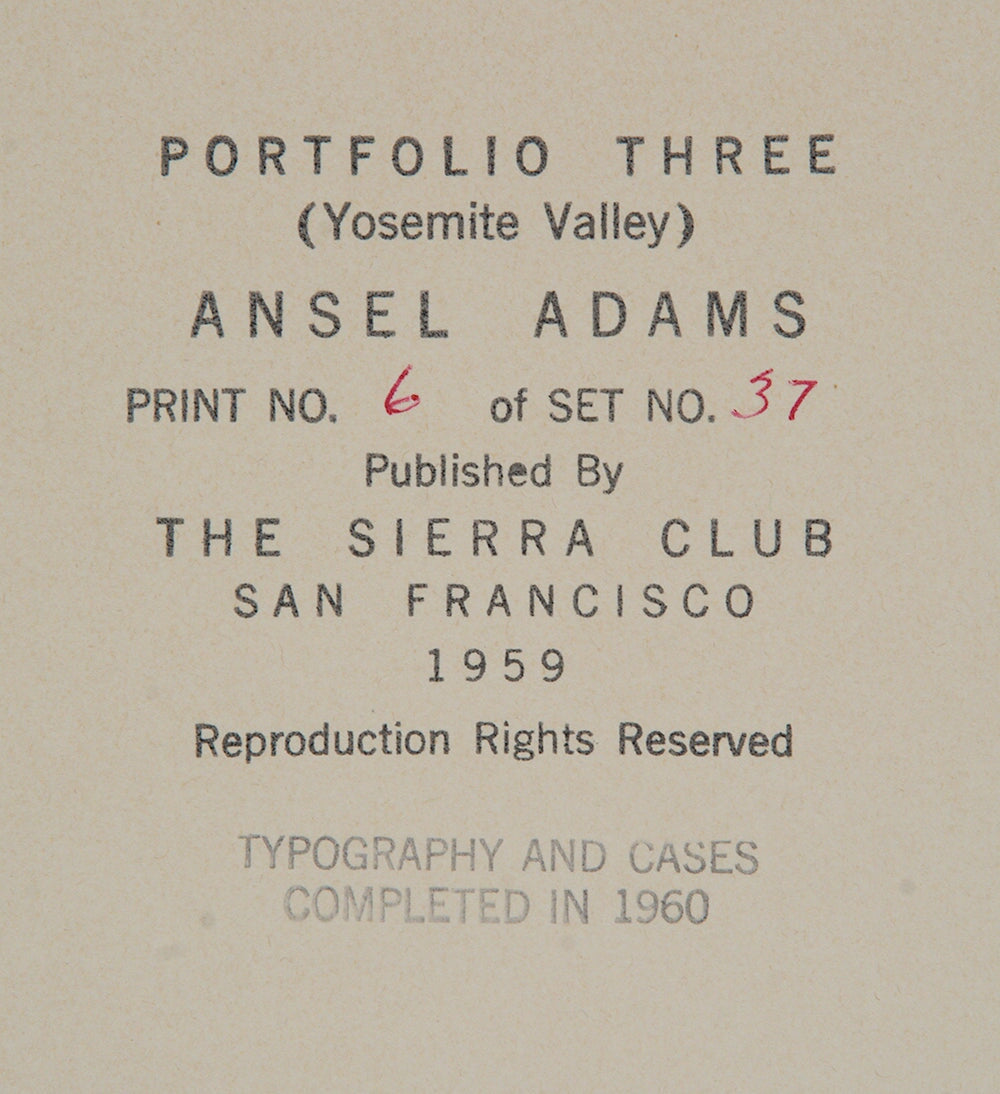 PORTFOLIO THREE
(Yosemite Valley)
ANSEL ADAMS
PRINT NO. 6 of SET NO. 37
Published By
THE SIERRA CLUB
SAN FRANCISCO
1959
Reproduction Rights Reserved
TYPOGRAPHY AND CASES
COMPLETED IN 1960